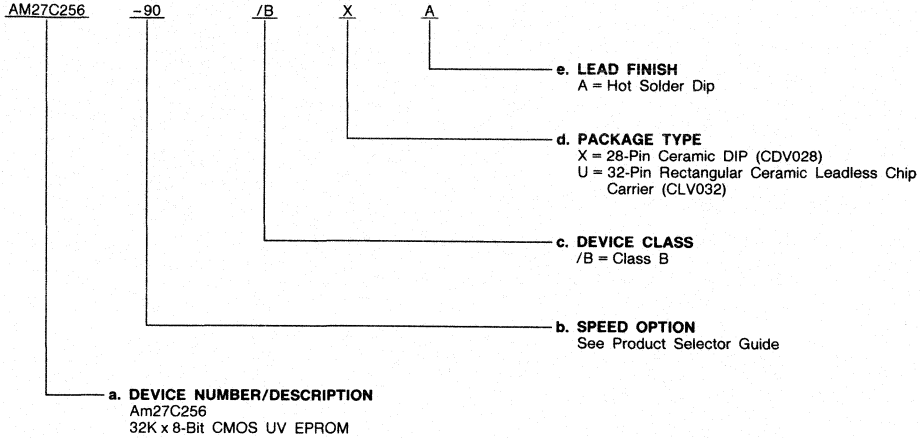 AM27C256 -90 /B X A
e. LEAD FINISH
A = Hot Solder Dip
d. PACKAGE TYPE
X = 28-Pin Ceramic DIP (CDV028)
U = 32-Pin Rectangular Ceramic Leadless Chip
Carrier (CLV032)
c. DEVICE CLASS
/B = Class B
b. SPEED OPTION
See Product Selector Guide
a. DEVICE NUMBER/DESCRIPTION
Am27C256
32K x 8-Bit CMOS UV EPROM